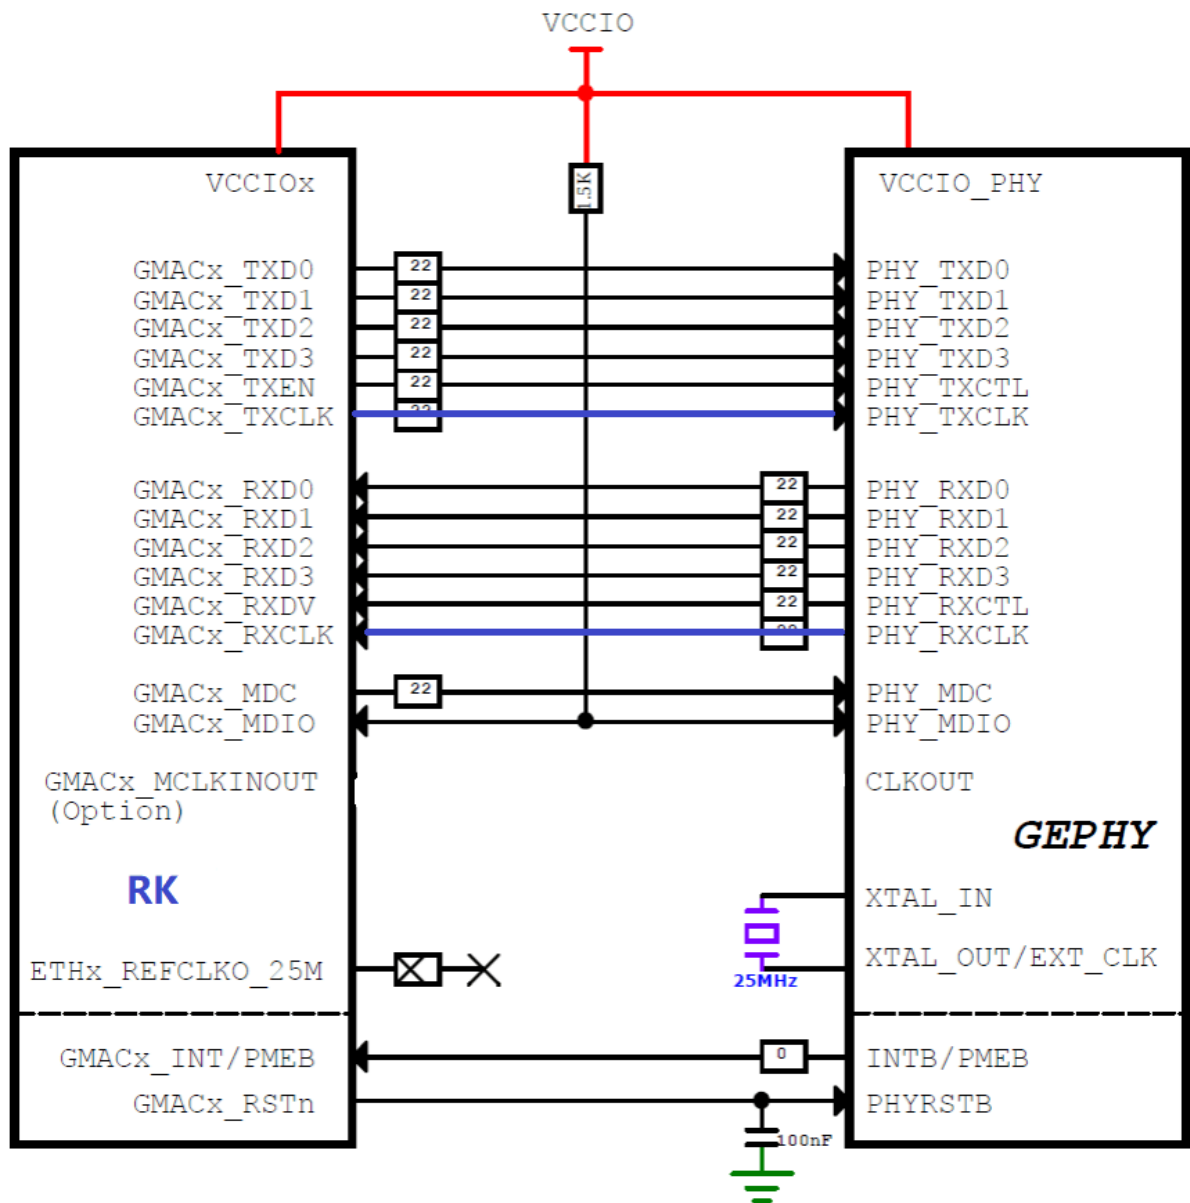 VCCIO
VCCIOx
1.5K
VCCIO_PHY
GMACx_TXD0
22
PHY_TXD0
GMACx_TXD1
22
PHY_TXD1
GMACx_TXD2
22
PHY_TXD2
GMACx_TXD3
22
PHY_TXD3
GMACx_TXEN
22
PHY_TXCTL
GMACx_TXCLK
22
PHY_TXCLK
GMACx_RXD0
22
PHY_RXD0
GMACx_RXD1
22
PHY_RXD1
GMACx_RXD2
22
PHY_RXD2
GMACx_RXD3
22
PHY_RXD3
GMACx_RXDV
22
PHY_RXCTL
GMACx_RXCLK
22
PHY_RXCLK
GMACx_MDC
22
PHY_MDC
GMACx_MDIO
PHY_MDIO
GMACx_MCLKINOUT
(Option)
CLKOUT
GEPHY
RK
XTAL_IN
ETHx_REFCLKO_25M
25MHz
XTAL_OUT/EXT_CLK
GMACx_INT/PMEB
0
INTB/PMEB
GMACx_RSTn
PHYRSTB
100nF